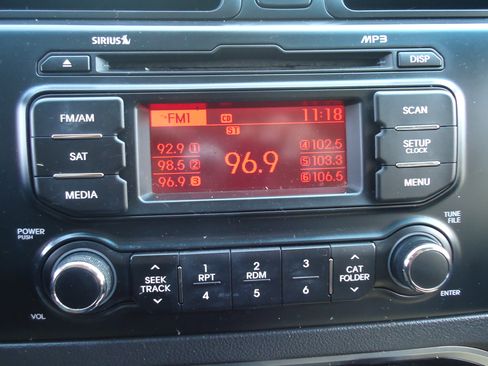 SIRIUS
MP3
DISP
FM/AM
SAT
MEDIA
FM1 CD 11:18
ST
92.9 1
98.5 2
96.9 3
96.9
4 102.5
5 103.3
6 106.5
SCAN
SETUP
CLOCK
MENU
POWER
PUSH
VOL
SEEK
TRACK
1
RPT
4
2
RDM
5
3
6
CAT
FOLDER
TUNE
FILE
ENTER